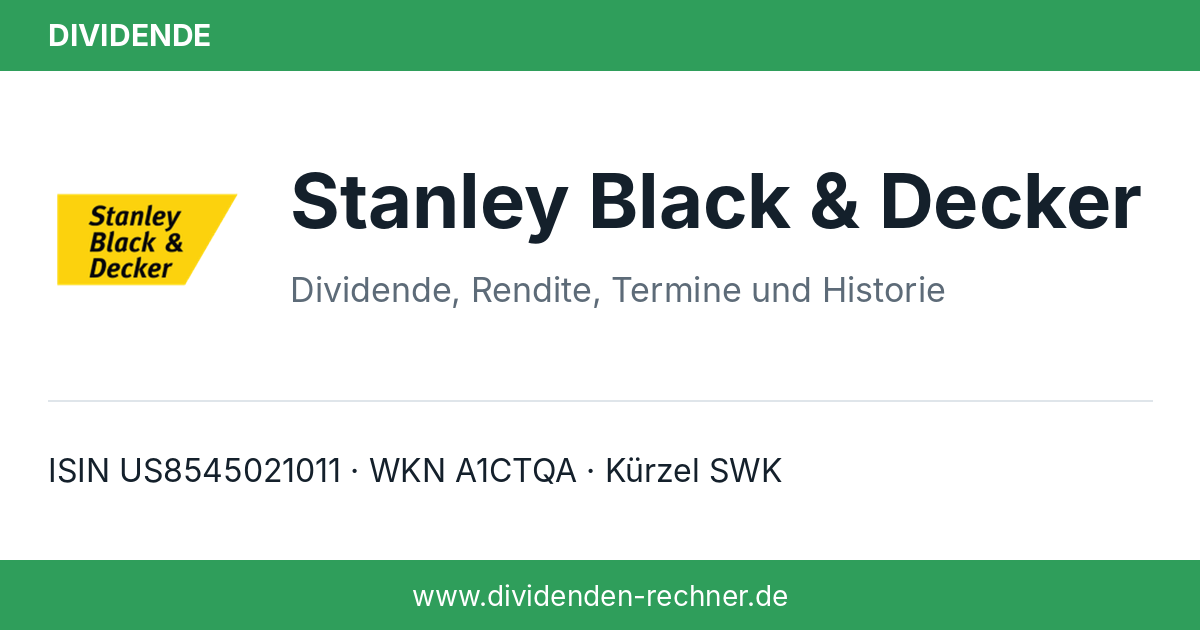 DIVIDENDE
Stanley
Black &
Decker
Stanley Black & Decker
Dividende, Rendite, Termine und Historie
ISIN US8545021011 · WKN A1CTQA · Kürzel SWK
www.dividenden-rechner.de